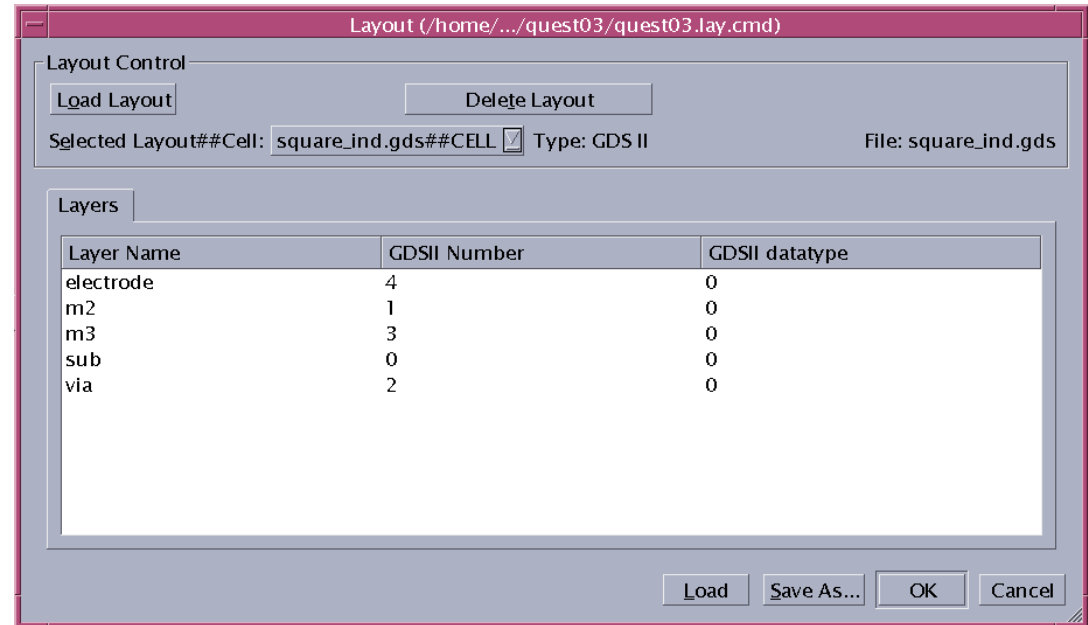 Layout (/home/.../quest03/quest03.lay.cmd)
Layout Control
Load Layout Delete Layout
Selected Layout##Cell: square_ind.gds##CELL Type: GDS II File: square_ind.gds
Layers
Layer Name GDSII Number GDSII datatype
electrode 4 0
m2 1 0
m3 3 0
sub 0 0
via 2 0
Load Save As... OK Cancel